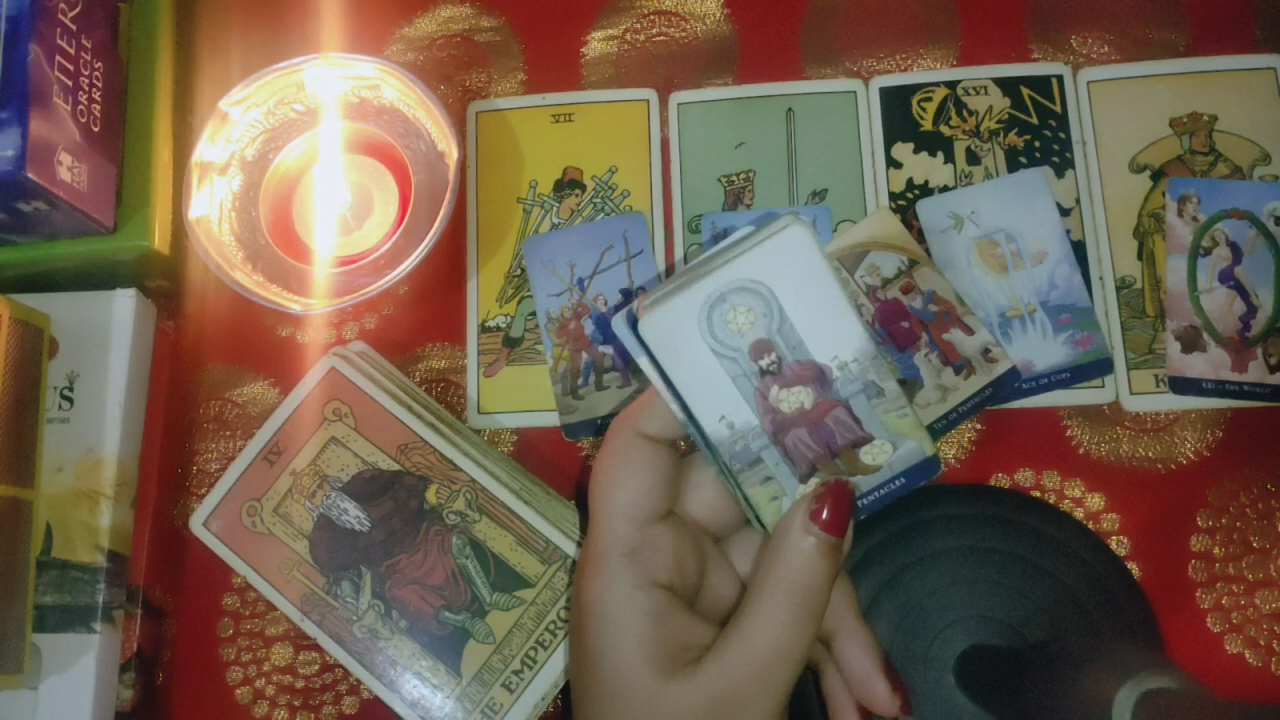 ENER
ORACLE
CARDS
HAY
US
VII
XVI
IV
THE EMPEROR
PENTACLES
TEN OF PENTACLES
ACE OF CUPS
K
XXI - THE WORLD